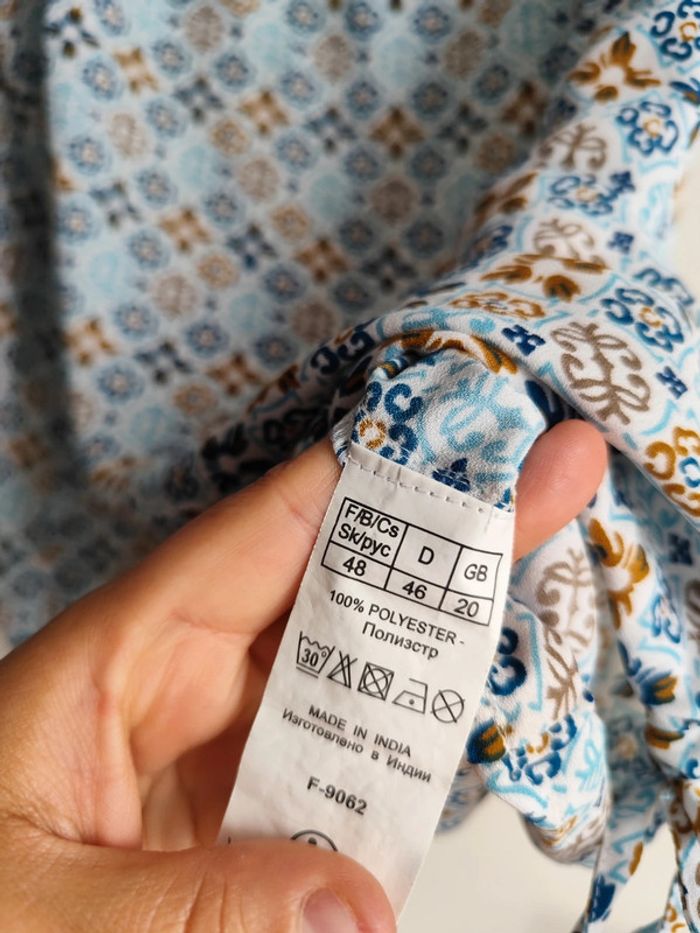 F/B/Cs
Sk/рус D GB
48 46 20
100% POLYESTER -
Полиэстр
30°
MADE IN INDIA
Изготовлено в Индии
F-9062